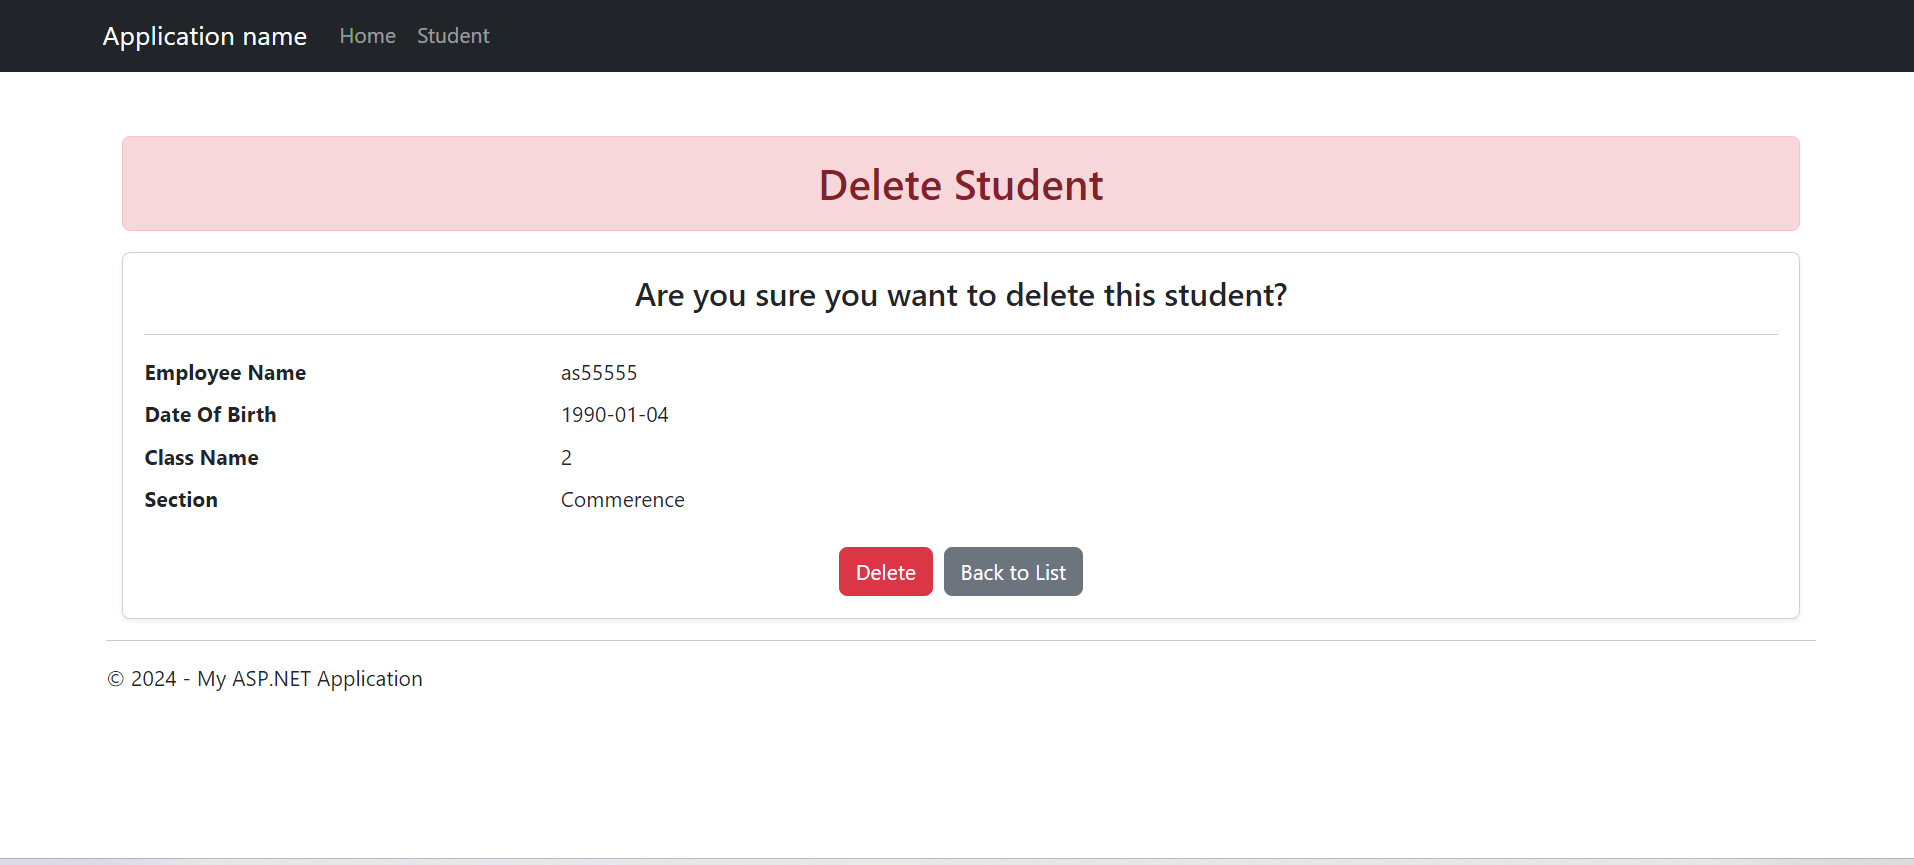 Application name Home Student
Delete Student
Are you sure you want to delete this student?
Employee Name as55555
Date Of Birth 1990-01-04
Class Name 2
Section Commerence
Delete Back to List
© 2024 - My ASP.NET Application